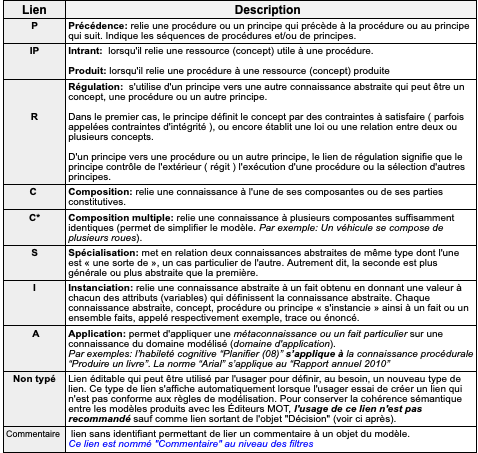 Lien Description
P Précédence: relie une procédure ou un principe qui précède à la procédure ou au principe
qui suit. Indique les séquences de procédures et/ou de principes.
IP Intrant: lorsqu'il relie une ressource (concept) utile à une procédure.
Produit: lorsqu'il relie une procédure à une ressource (concept) produite
Régulation: s'utilise d'un principe vers une autre connaissance abstraite qui peut être un
concept, une procédure ou un autre principe.
R Dans le premier cas, le principe définit le concept par des contraintes à satisfaire ( parfois
appelées contraintes d'intégrité ), ou encore établit une loi ou une relation entre deux ou
plusieurs concepts.
D'un principe vers une procédure ou un autre principe, le lien de régulation signifie que le
principe contrôle de l'extérieur ( régit ) l'exécution d'une procédure ou la sélection d'autres
principes.
C Composition: relie une connaissance à l'une de ses composantes ou de ses parties
constitutives.
C* Composition multiple: relie une connaissance à plusieurs composantes suffisamment
identiques (permet de simplifier le modèle. Par exemple: Un véhicule se compose de
plusieurs roues).
S Spécialisation: met en relation deux connaissances abstraites de même type dont l'une
est « une sorte de », un cas particulier de l'autre. Autrement dit, la seconde est plus
générale ou plus abstraite que la première.
I Instanciation: relie une connaissance abstraite à un fait obtenu en donnant une valeur à
chacun des attributs (variables) qui définissent la connaissance abstraite. Chaque
connaissance abstraite, concept, procédure ou principe « s'instancie » ainsi à un fait ou un
ensemble faits, appelé respectivement exemple, trace ou énoncé.
A Application: permet d'appliquer une métaconnaissance ou un fait particulier sur une
connaissance du domaine modélisé (domaine d'application).
Par exemples: l'habileté cognitive “Planifier (08)” s'applique à la connaissance procédurale
“Produire un livre”. La norme “Arial” s'applique au “Rapport annuel 2010”
Non typé Lien éditable qui peut être utilisé par l'usager pour définir, au besoin, un nouveau type de
lien. Ce type de lien s'affiche automatiquement lorsque l'usager essai de créer un lien qui
n'est pas conforme aux règles de modélisation. Pour conserver la cohérence sémantique
entre les modèles produits avec les Éditeurs MOT, l'usage de ce lien n'est pas
recommandé sauf comme lien sortant de l'objet "Décision" (voir ci après).
Commentaire lien sans identifiant permettant de lier un commentaire à un objet du modèle.
Ce lien est nommé "Commentaire" au niveau des filtres